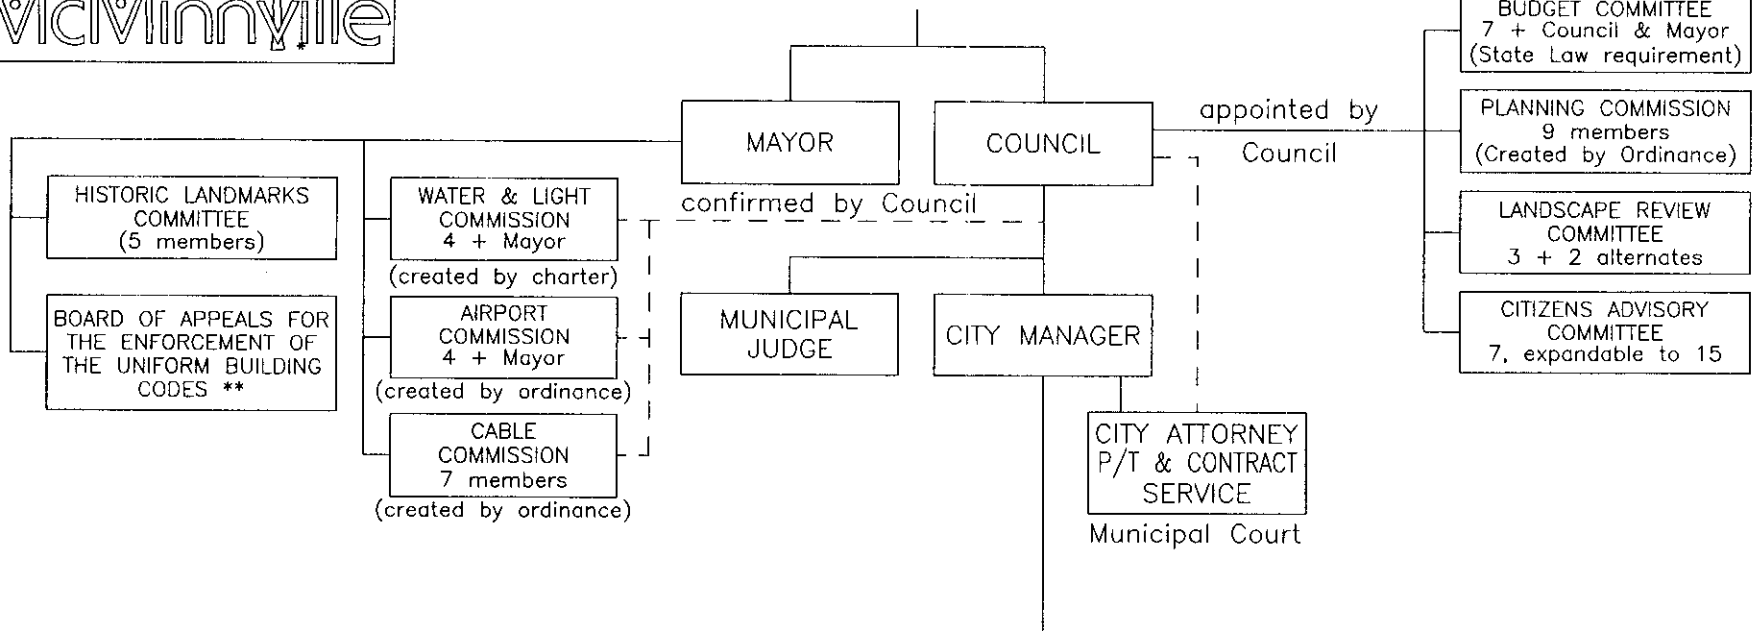 McMinnville
BUDGET COMMITTEE
7 + Council & Mayor
(State Law requirement)
MAYOR
COUNCIL
appointed by
Council
PLANNING COMMISSION
9 members
(Created by Ordinance)
HISTORIC LANDMARKS
COMMITTEE
(5 members)
WATER & LIGHT
COMMISSION
4 + Mayor
(created by charter)
confirmed by Council
LANDSCAPE REVIEW
COMMITTEE
3 + 2 alternates
BOARD OF APPEALS FOR
THE ENFORCEMENT OF
THE UNIFORM BUILDING
CODES **
AIRPORT
COMMISSION
4 + Mayor
(created by ordinance)
MUNICIPAL
JUDGE
CITY MANAGER
CITIZENS ADVISORY
COMMITTEE
7, expandable to 15
CABLE
COMMISSION
7 members
(created by ordinance)
CITY ATTORNEY
P/T & CONTRACT
SERVICE
Municipal Court